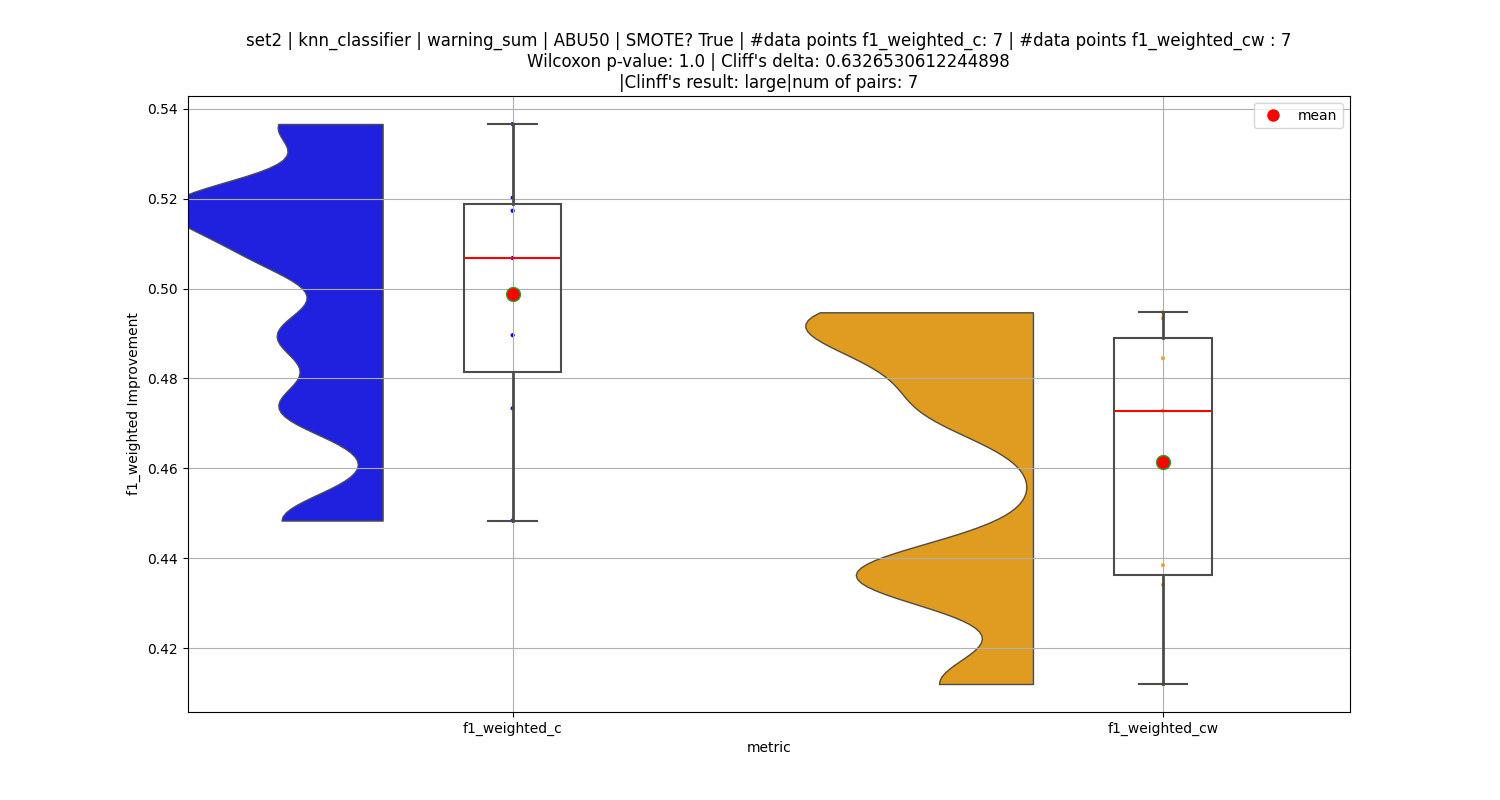 set2 | knn_classifier | warning_sum | ABU50 | SMOTE? True | #data points f1_weighted_c: 7 | #data points f1_weighted_cw : 7
Wilcoxon p-value: 1.0 | Cliff's delta: 0.6326530612244898
|Clinff's result: large|num of pairs: 7
mean
0.54
0.52
0.50
0.48
0.46
0.44
0.42
f1_weighted Improvement
f1_weighted_c
f1_weighted_cw
metric